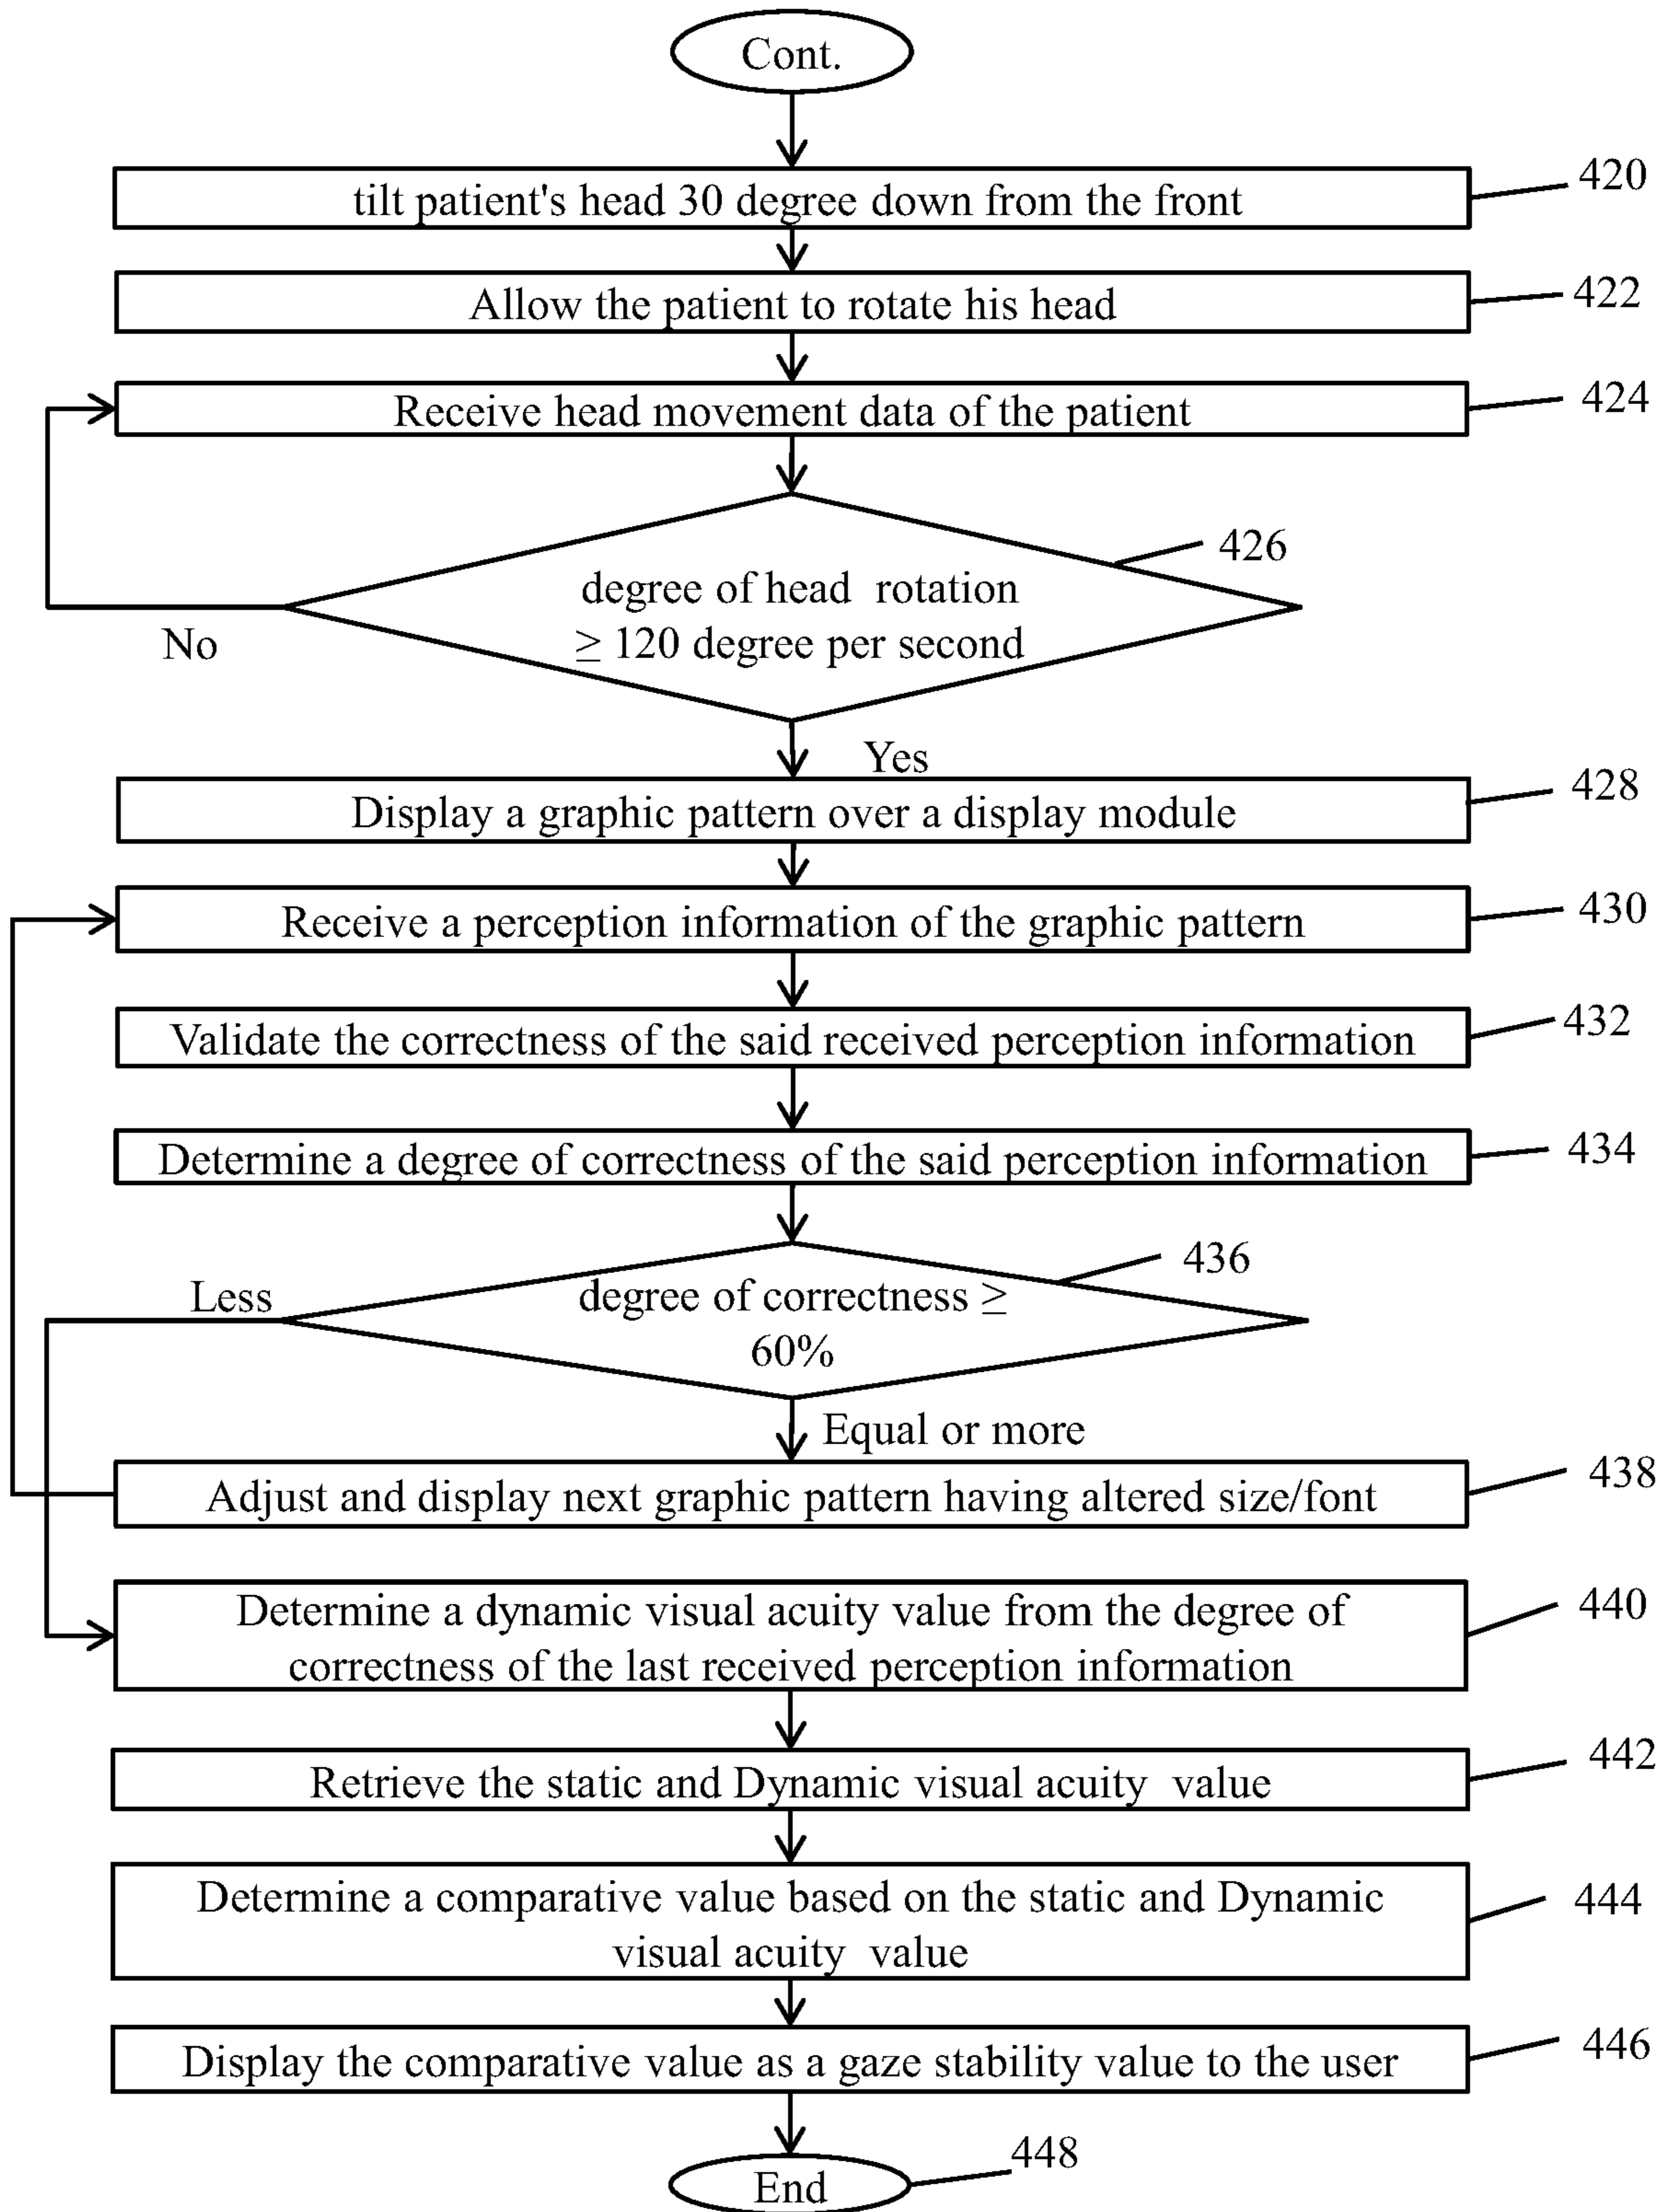 Cont.
tilt patient's head 30 degree down from the front
420
Allow the patient to rotate his head
422
Receive head movement data of the patient
424
426
degree of head rotation
≥ 120 degree per second
No
Yes
Display a graphic pattern over a display module
428
Receive a perception information of the graphic pattern
430
Validate the correctness of the said received perception information
432
Determine a degree of correctness of the said perception information
434
436
Less
degree of correctness ≥
60%
Equal or more
Adjust and display next graphic pattern having altered size/font
438
Determine a dynamic visual acuity value from the degree of
correctness of the last received perception information
440
Retrieve the static and Dynamic visual acuity value
442
Determine a comparative value based on the static and Dynamic
visual acuity value
444
Display the comparative value as a gaze stability value to the user
446
End
448